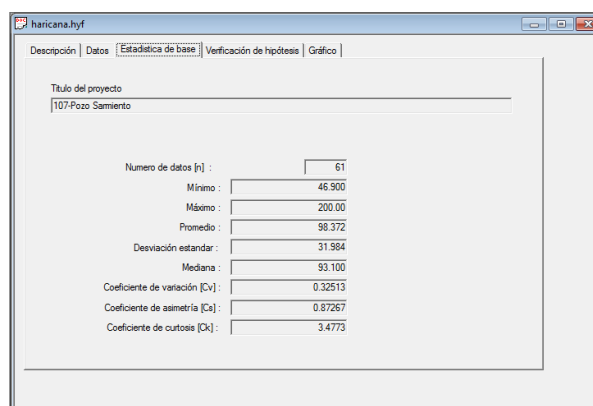 haricana.hyf
Descripción Datos Estadistica de base Verificación de hipótesis Gráfico
Titulo del proyecto
107-Pozo Sarmiento
Numero de datos [n] : 61
Mínimo : 46.900
Máximo : 200.00
Promedio : 98.372
Desviación estandar : 31.984
Mediana : 93.100
Coeficiente de variación [Cv] : 0.32513
Coeficiente de asimetría [Cs] : 0.87267
Coeficiente de curtosis [Ck] : 3.4773